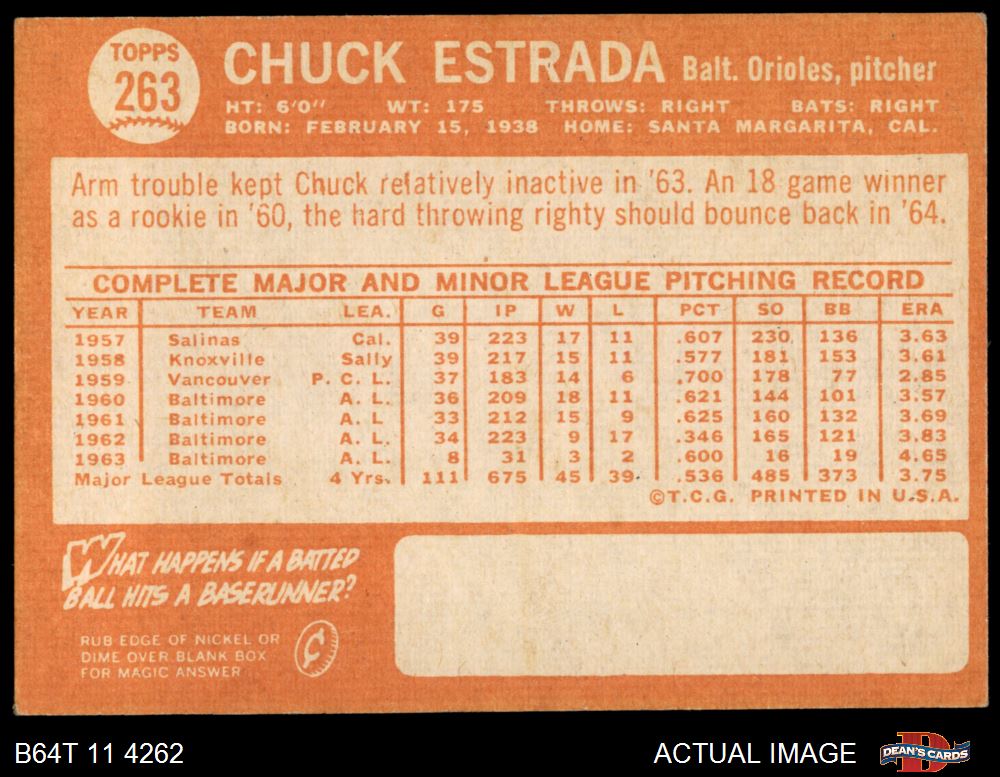 TOPPS
263
CHUCK ESTRADA Balt. Orioles, pitcher
HT: 6'0" WT: 175 THROWS: RIGHT BATS: RIGHT
BORN: FEBRUARY 15, 1938 HOME: SANTA MARGARITA, CAL.
Arm trouble kept Chuck relatively inactive in '63. An 18 game winner
as a rookie in '60, the hard throwing righty should bounce back in '64.
COMPLETE MAJOR AND MINOR LEAGUE PITCHING RECORD
YEAR TEAM LEA. G IP W L PCT SO BB ERA
1957 Salinas Cal. 39 223 17 11 .607 230 136 3.63
1958 Knoxville Sally 39 217 15 11 .577 181 153 3.61
1959 Vancouver P. C. L. 37 183 14 6 .700 178 77 2.85
1960 Baltimore A. L. 36 209 18 11 .621 144 101 3.57
1961 Baltimore A. L 33 212 15 9 .625 160 132 3.69
1962 Baltimore A. L. 34 223 9 17 .346 165 121 3.83
1963 Baltimore A. L. 8 31 3 2 .600 16 19 4.65
Major League Totals 4 Yrs. 111 675 45 39 .536 485 373 3.75
©T.C.G. PRINTED IN U.S.A.
WHAT HAPPENS IF A BATTED
BALL HITS A BASERUNNER?
RUB EDGE OF NICKEL OR
DIME OVER BLANK BOX
FOR MAGIC ANSWER
¢
B64T 11 4262
ACTUAL IMAGE
D
DEAN'S CARDS